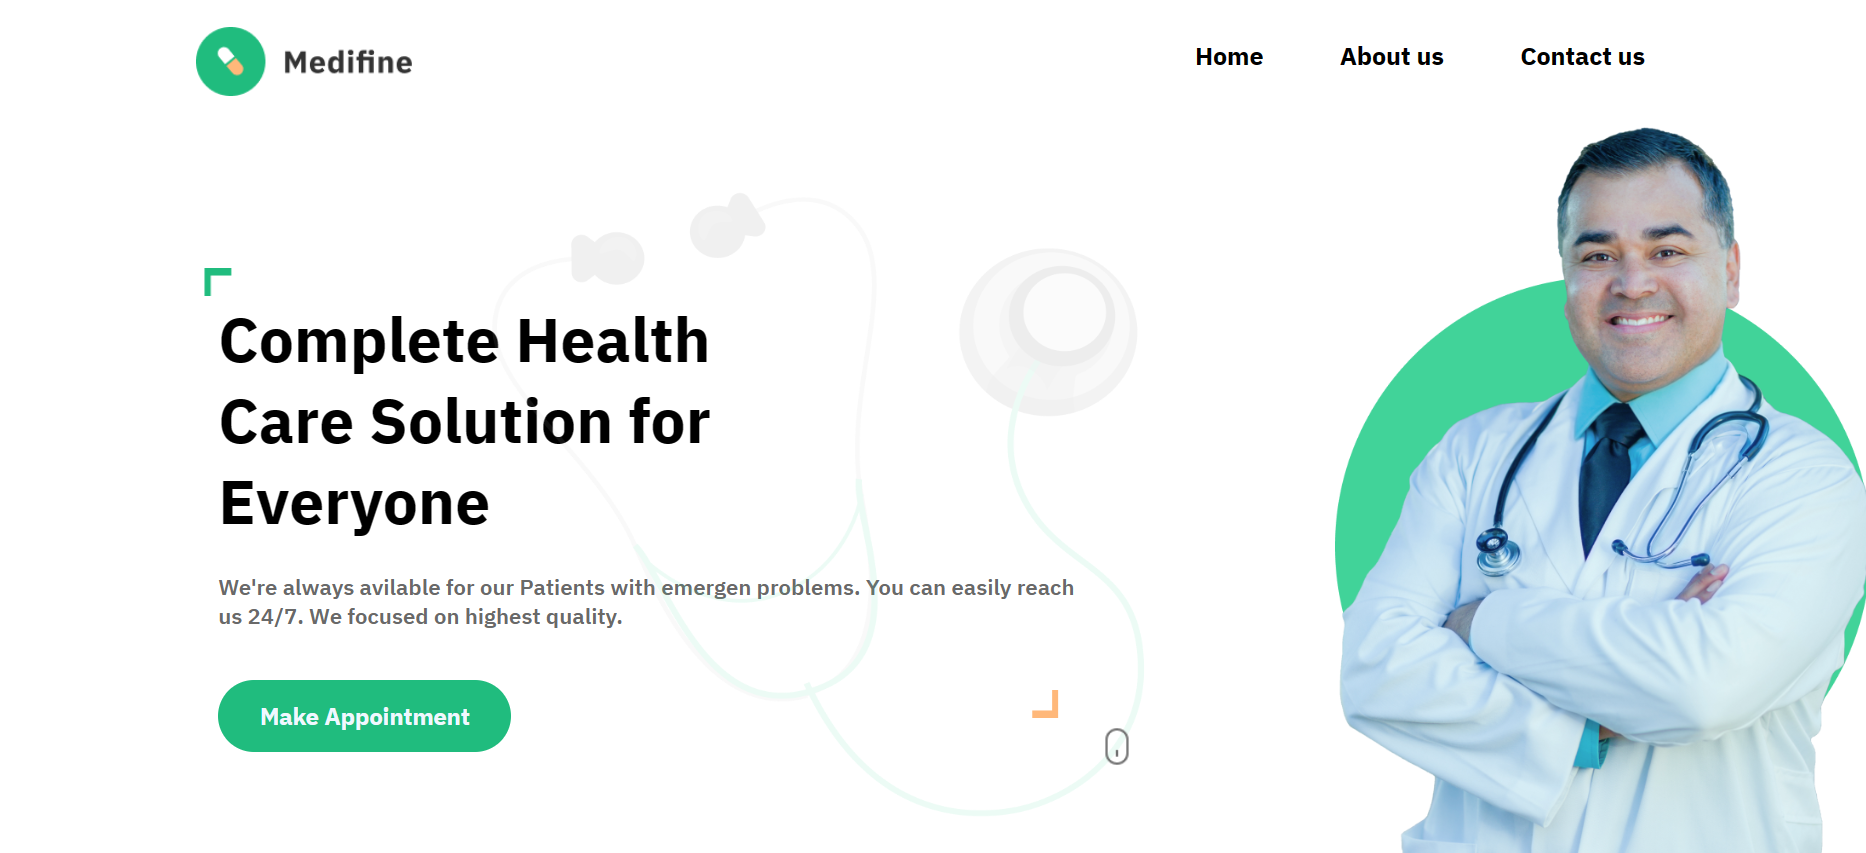 Medifine
Home
About us
Contact us
Complete Health
Care Solution for
Everyone
We're always avilable for our Patients with emergen problems. You can easily reach
us 24/7. We focused on highest quality.
Make Appointment